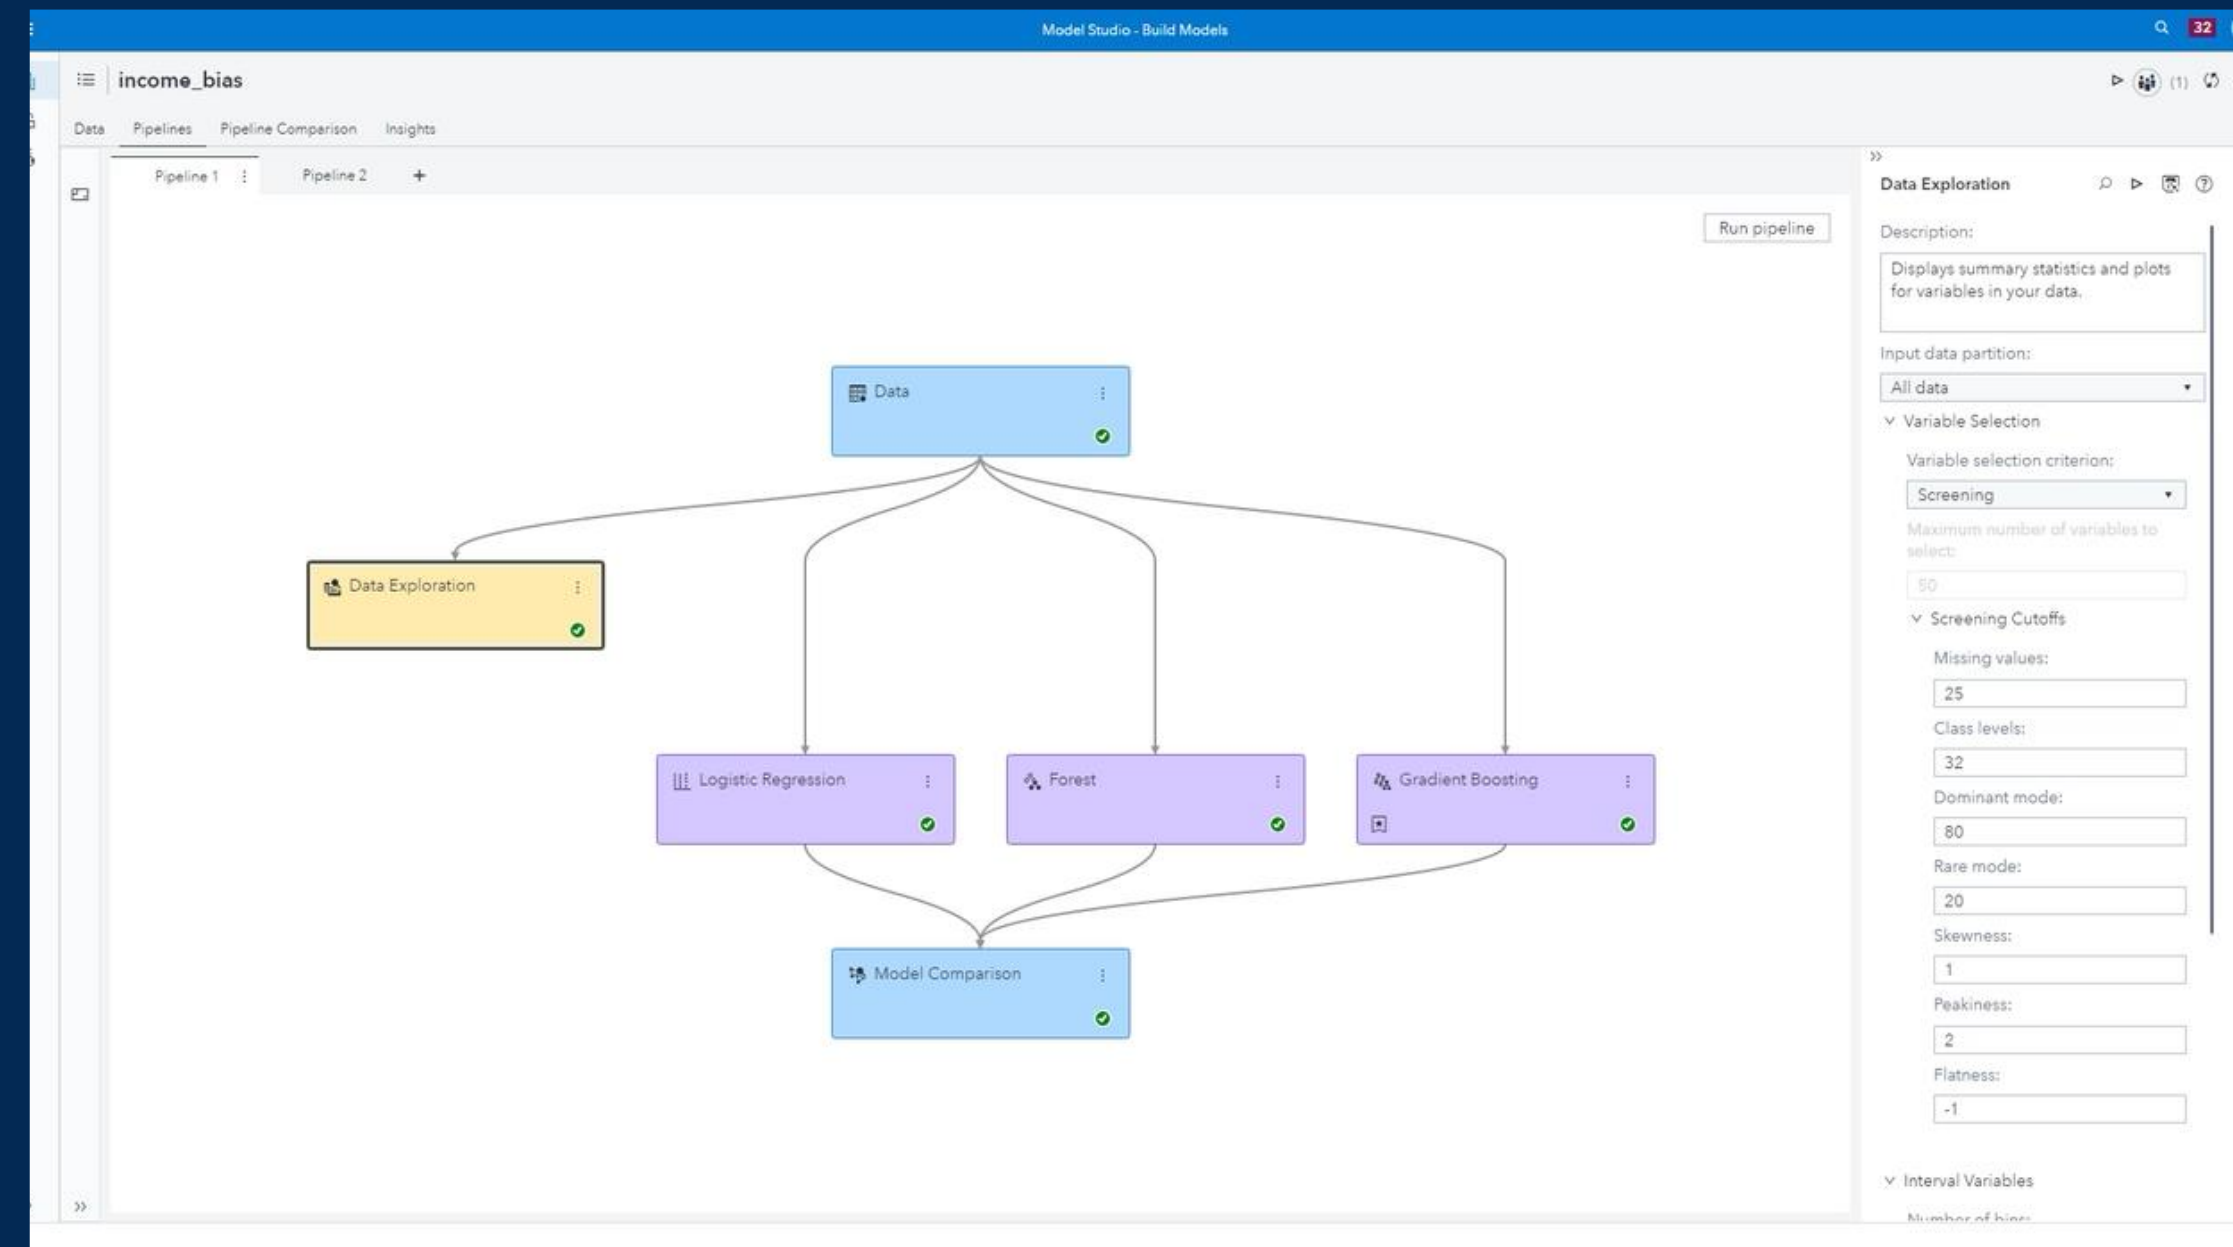 Model Studio - Build Models
32
income_bias
(1)
Data Pipelines Pipeline Comparison Insights
Pipeline 1 Pipeline 2 +
Run pipeline
Data
Data Exploration
Logistic Regression
Forest
Gradient Boosting
Model Comparison
Data Exploration
Description:
Displays summary statistics and plots
for variables in your data.
Input data partition:
All data
Variable Selection
Variable selection criterion:
Screening
Maximum number of variables to
select:
50
Screening Cutoffs
Missing values:
25
Class levels:
32
Dominant mode:
80
Rare mode:
20
Skewness:
1
Peakiness:
2
Flatness:
-1
Interval Variables
Number of bins: